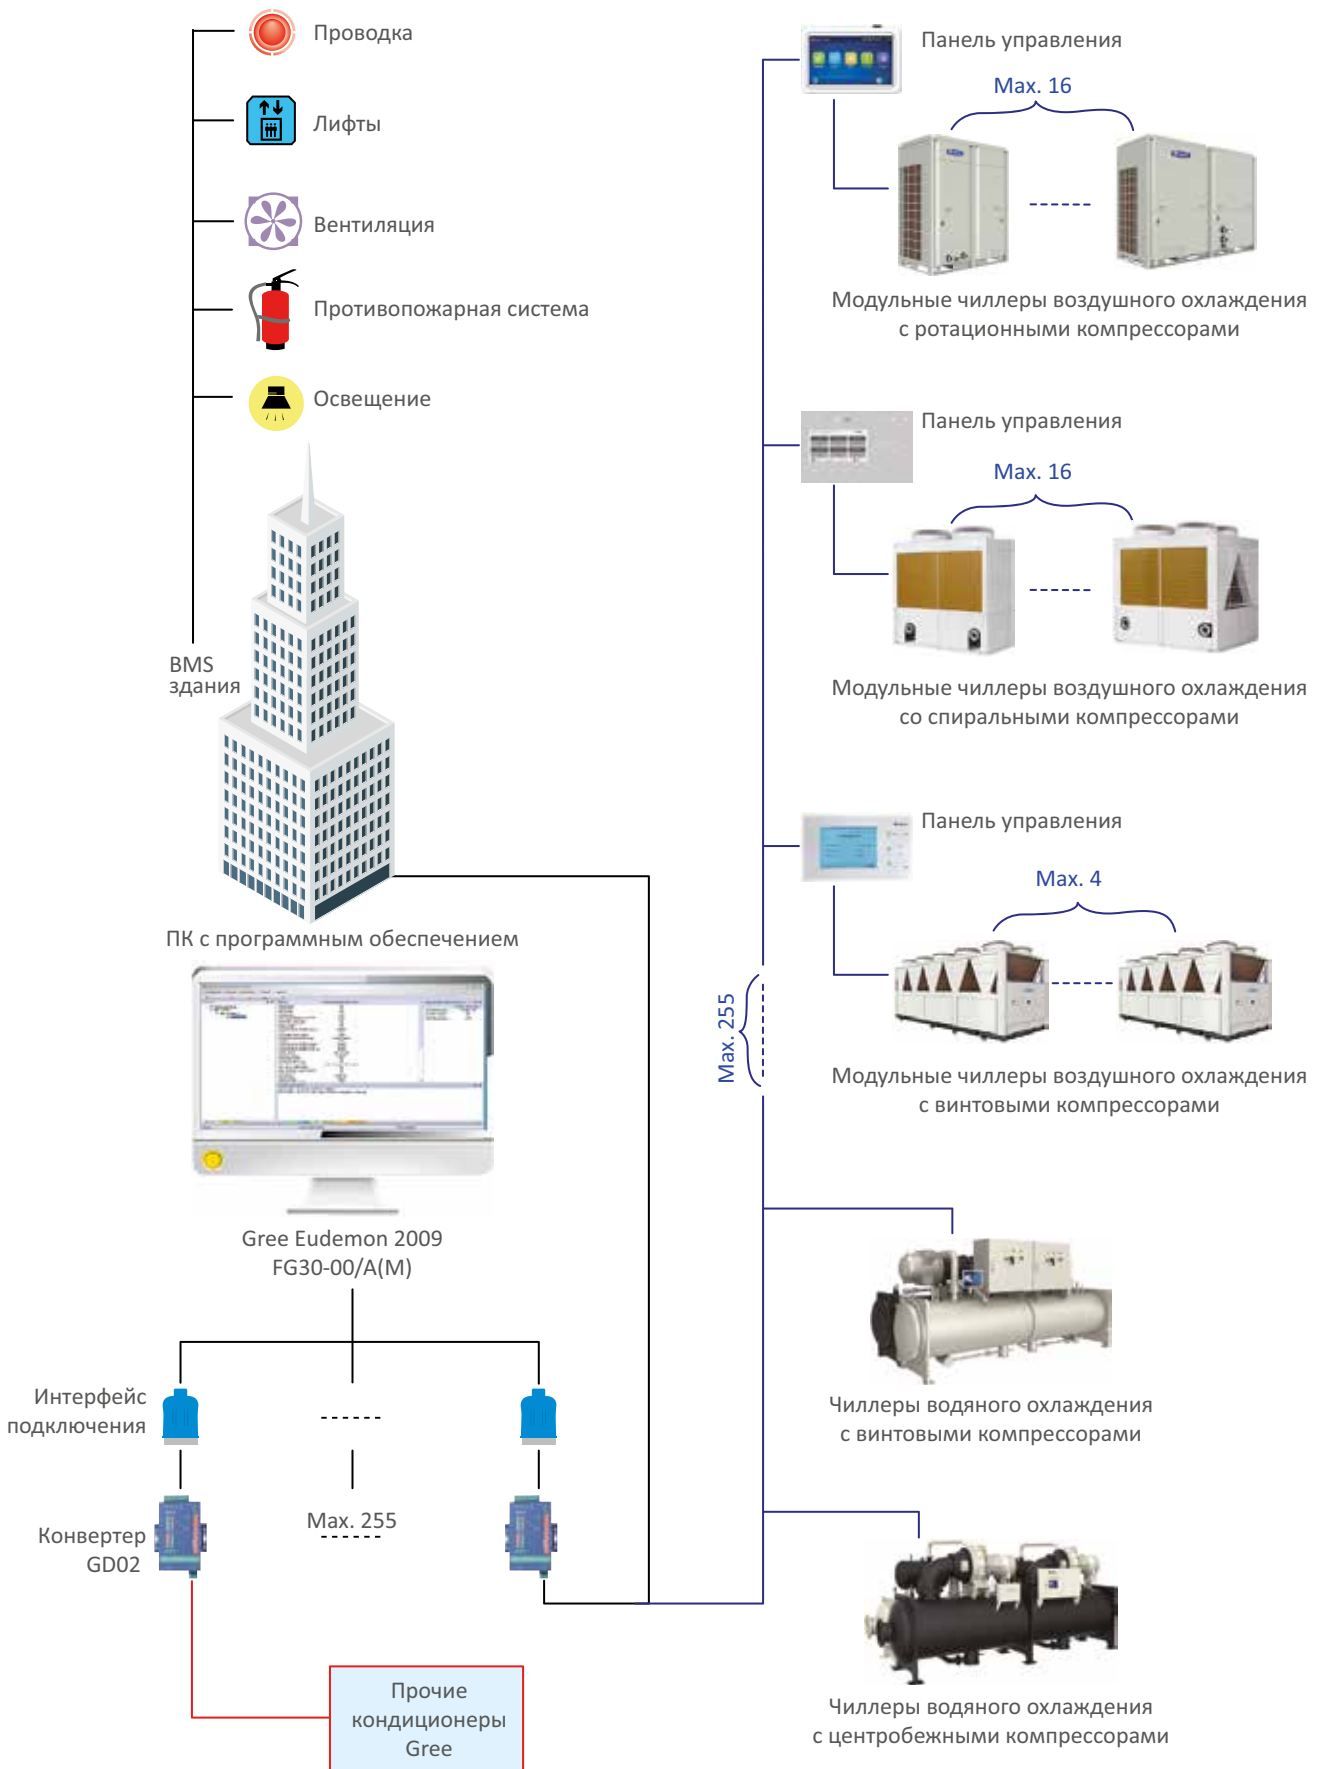 Проводка
Лифты
Вентиляция
Противопожарная система
Освещение
BMS
здания
ПК с программным обеспечением
Gree Eudemon 2009
FG30-00/A(M)
Интерфейс
подключения
Конвертер
GD02
Max. 255
Прочие
кондиционеры
Gree
Панель управления
Max. 16
Модульные чиллеры воздушного охлаждения
с ротационными компрессорами
Панель управления
Max. 16
Модульные чиллеры воздушного охлаждения
со спиральными компрессорами
Панель управления
Max. 4
Max. 255
Модульные чиллеры воздушного охлаждения
с винтовыми компрессорами
Чиллеры водяного охлаждения
с винтовыми компрессорами
Чиллеры водяного охлаждения
с центробежными компрессорами